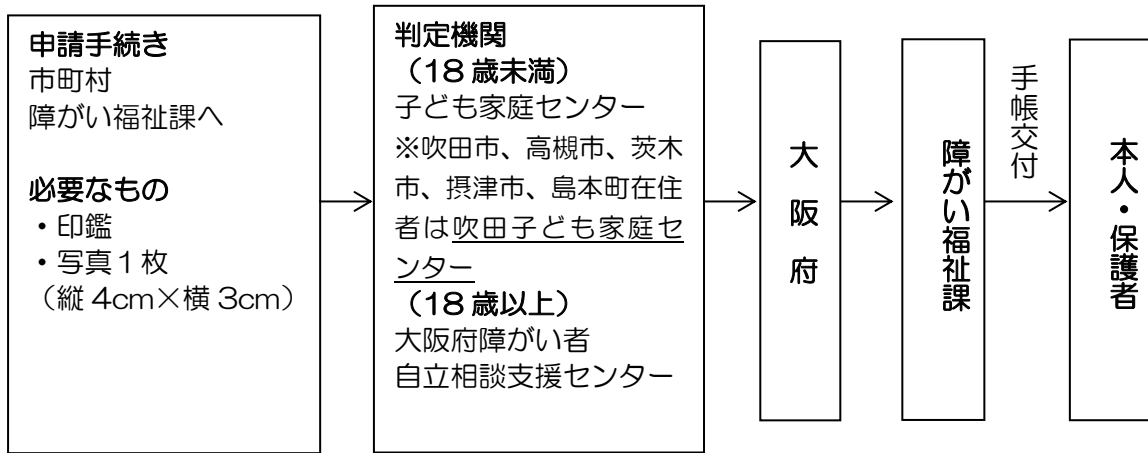 申請手続き
市町村
障がい福祉課へ
必要なもの
・印鑑
・写真１枚
（縦 4cm×横 3cm）
判定機関
（18 歳未満）
子ども家庭センター
※吹田市、高槻市、茨木
市、摂津市、島本町在住
者は吹田子ども家庭セ
ンター
（18 歳以上）
大阪府障がい者
自立相談支援センター
大阪府
障がい福祉課
手帳交付
本人・保護者